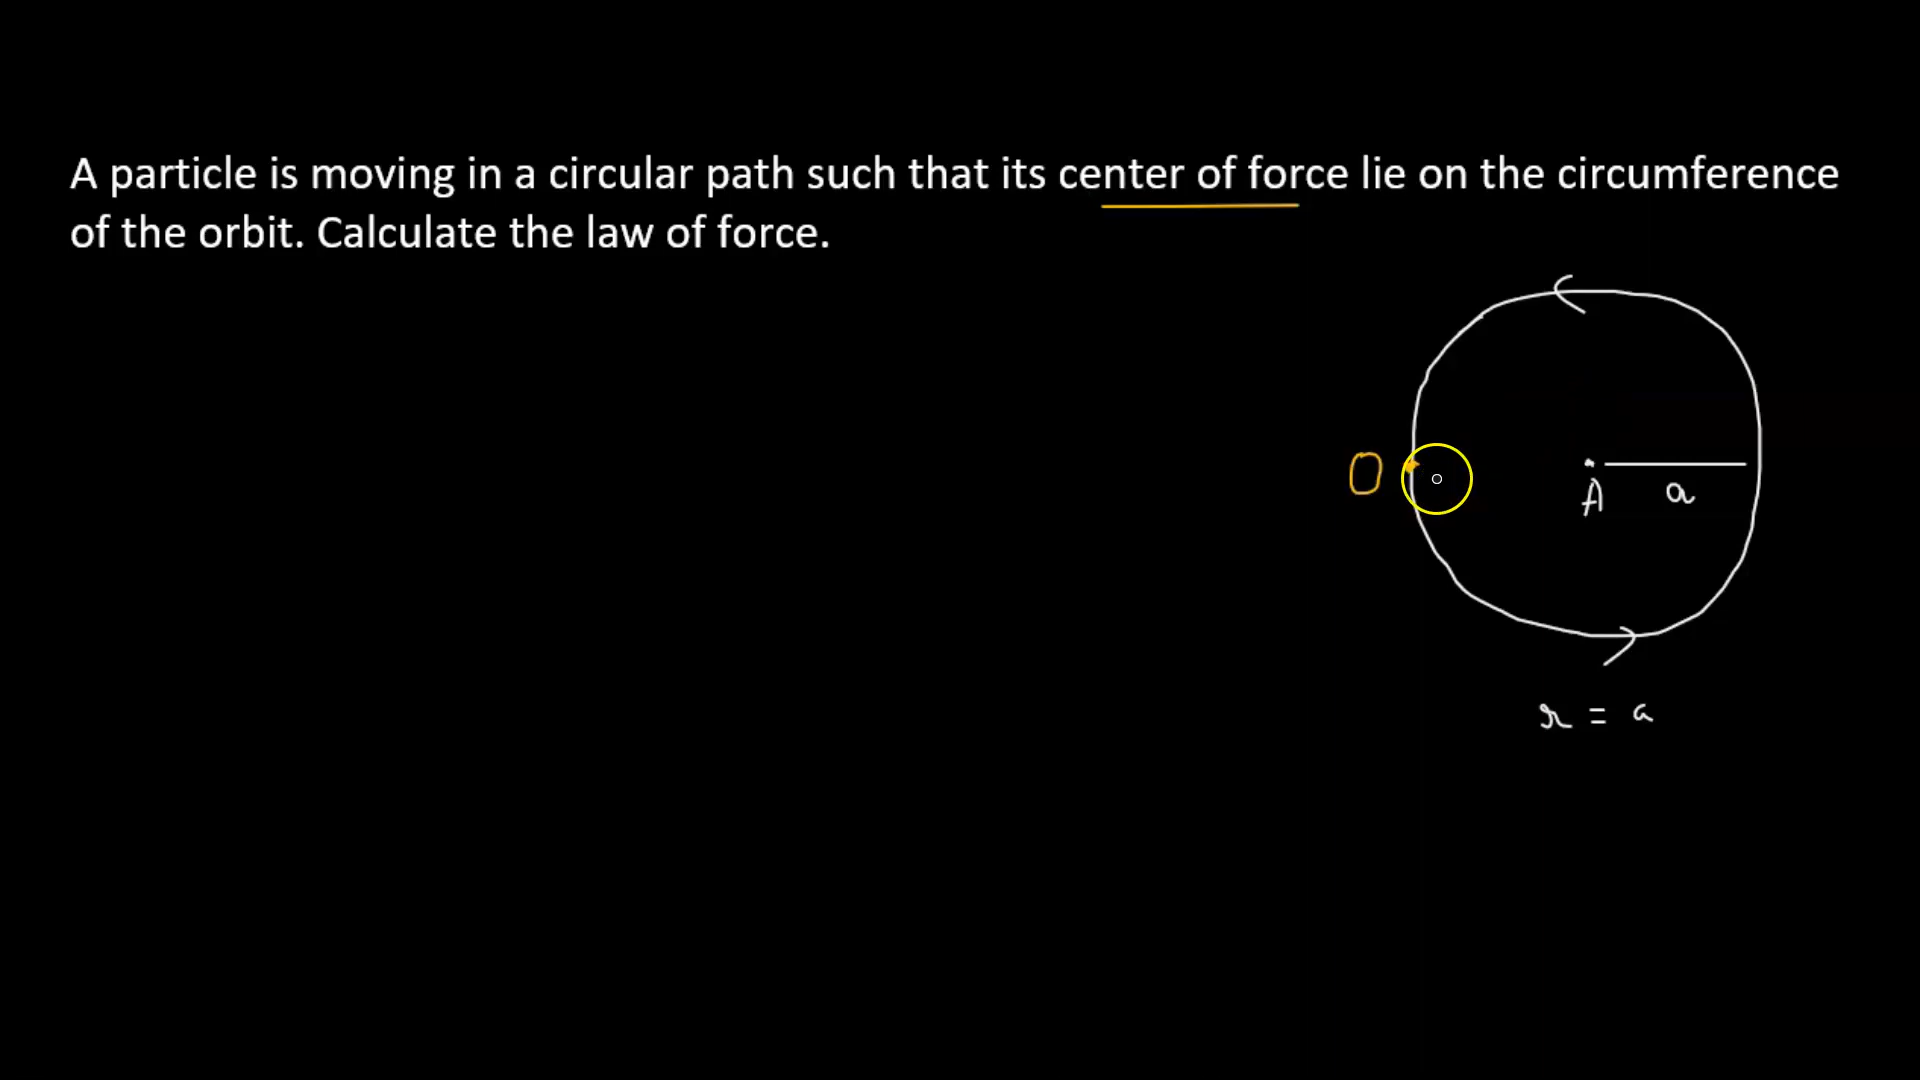 A particle is moving in a circular path such that its center of force lie on the circumference
of the orbit. Calculate the law of force.
O
A
a
r = a